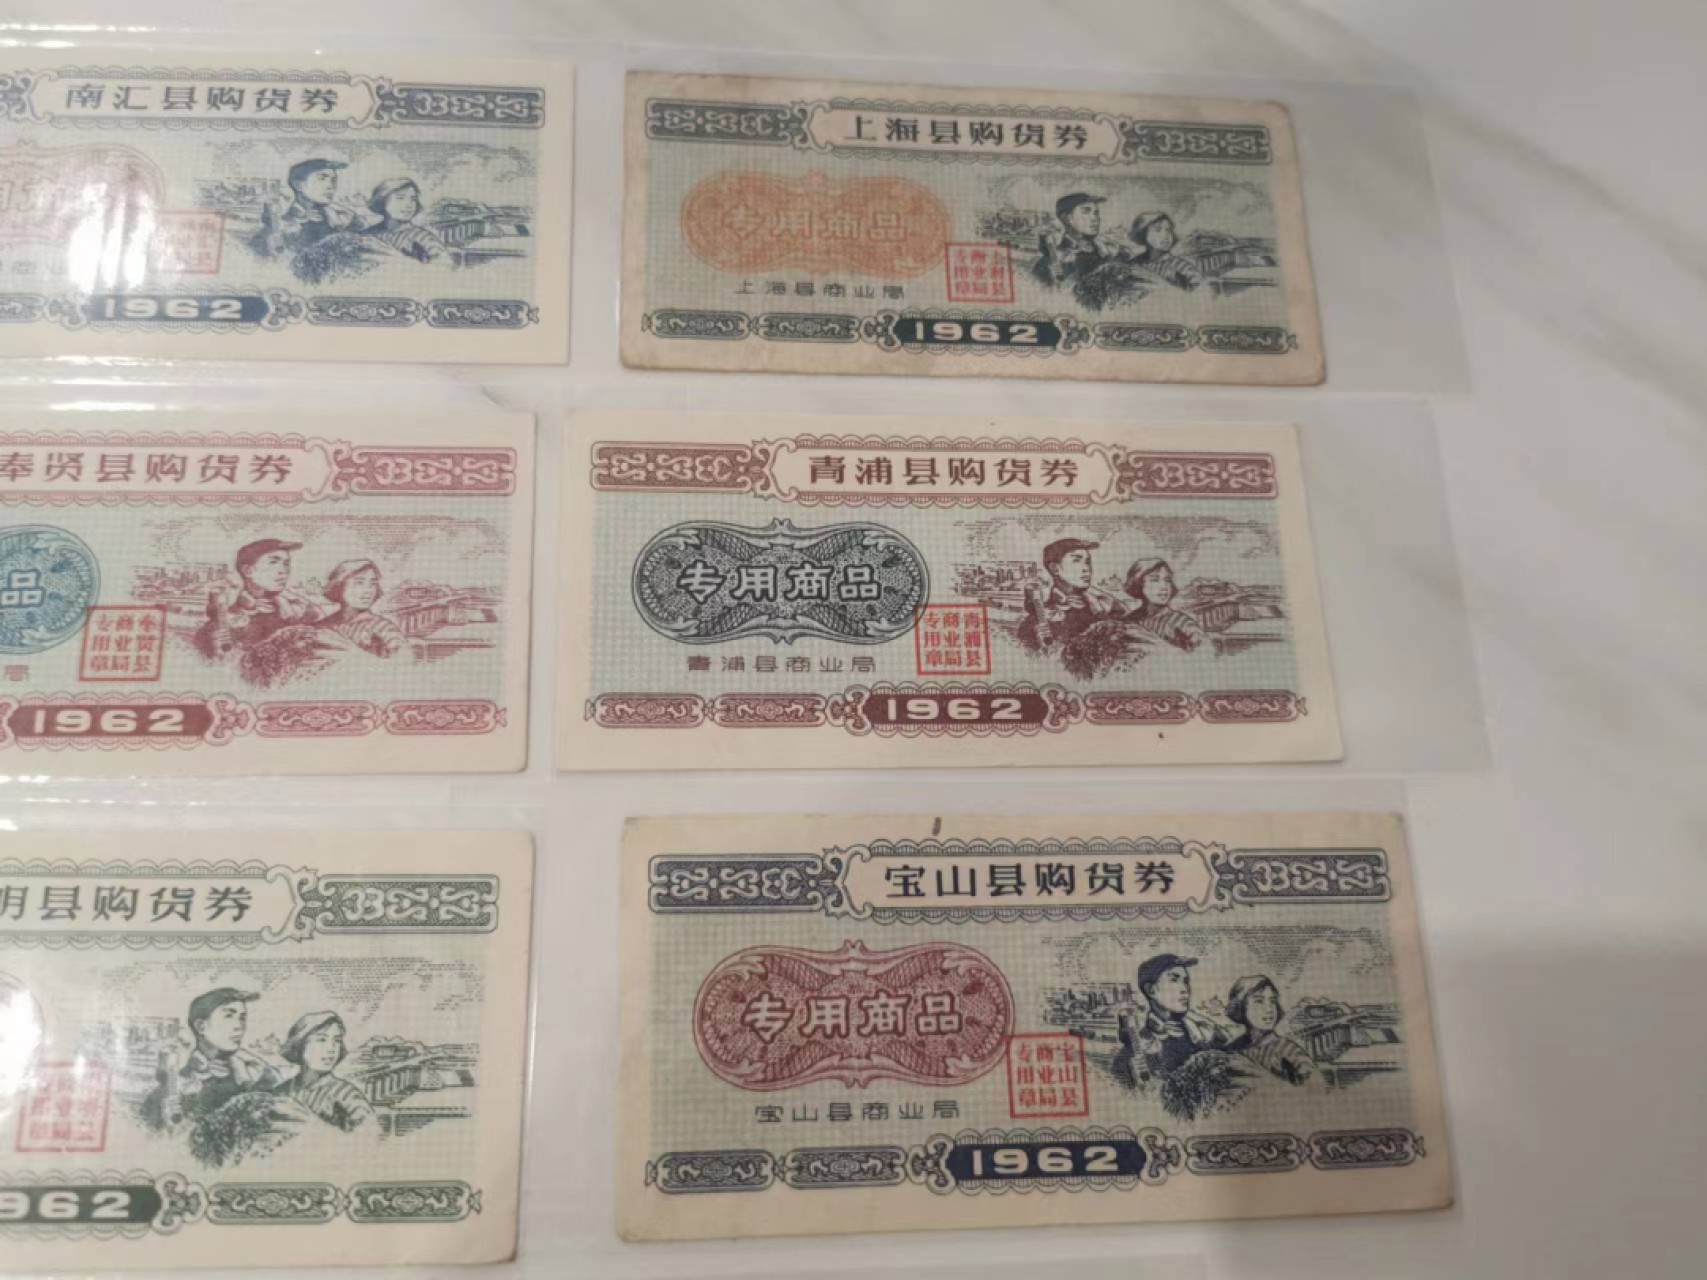 南汇县购货券
1962
上海县购货券
专用商品
上海县商业局
上海县
商业局
专用章
1962
奉贤县购货券
品
局
奉贤县
商业局
专用章
1962
青浦县购货券
专用商品
青浦县商业局
青浦县
商业局
专用章
1962
明县购货券
962
宝山县购货券
专用商品
宝山县商业局
宝山县
商业局
专用章
1962